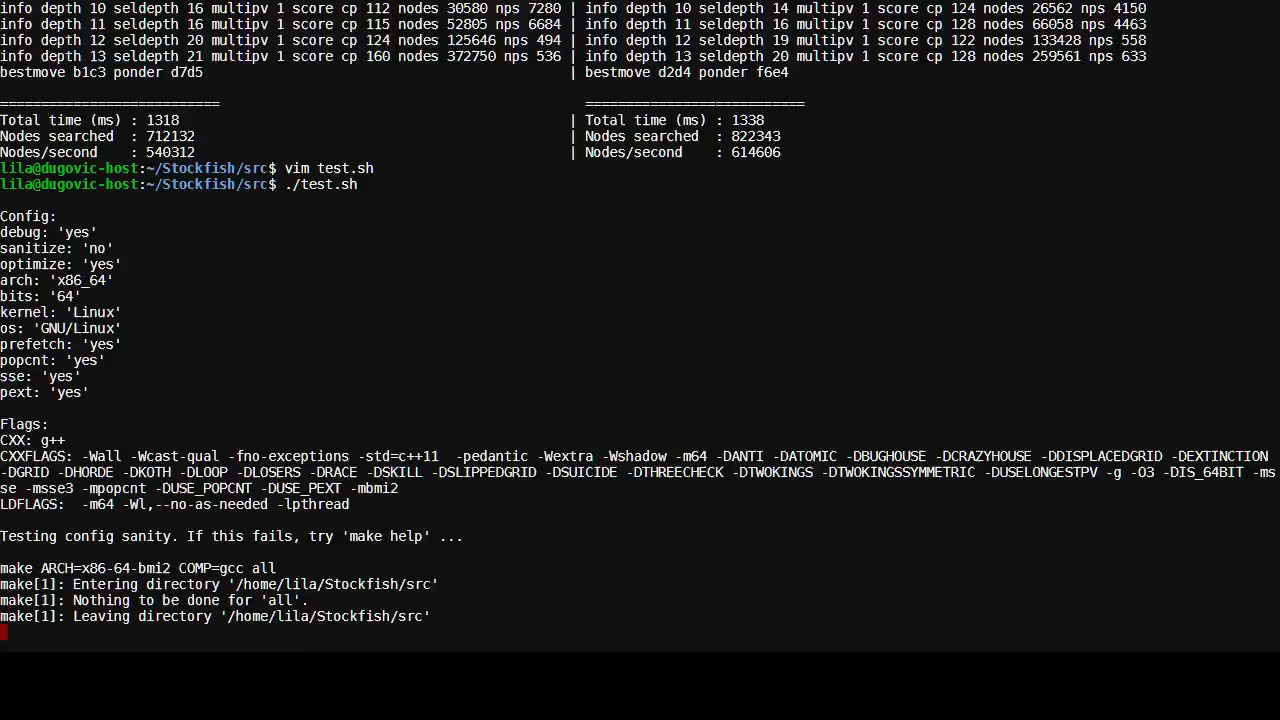 info depth 10 seldepth 16 multipv 1 score cp 112 nodes 30580 nps 7280 | info depth 10 seldepth 14 multipv 1 score cp 124 nodes 26562 nps 4150
info depth 11 seldepth 16 multipv 1 score cp 115 nodes 52805 nps 6684 | info depth 11 seldepth 16 multipv 1 score cp 128 nodes 66058 nps 4463
info depth 12 seldepth 20 multipv 1 score cp 124 nodes 125646 nps 494 | info depth 12 seldepth 19 multipv 1 score cp 122 nodes 133428 nps 558
info depth 13 seldepth 21 multipv 1 score cp 160 nodes 372750 nps 536 | info depth 13 seldepth 20 multipv 1 score cp 128 nodes 259561 nps 633
bestmove b1c3 ponder d7d5 | bestmove d2d4 ponder f6e4
=========================== ===========================
Total time (ms) : 1318 | Total time (ms) : 1338
Nodes searched : 712132 | Nodes searched : 822343
Nodes/second : 540312 | Nodes/second : 614606
lila@dugovic-host:~/Stockfish/src$ vim test.sh
lila@dugovic-host:~/Stockfish/src$ ./test.sh
Config:
debug: 'yes'
sanitize: 'no'
optimize: 'yes'
arch: 'x86_64'
bits: '64'
kernel: 'Linux'
os: 'GNU/Linux'
prefetch: 'yes'
popcnt: 'yes'
sse: 'yes'
pext: 'yes'
Flags:
CXX: g++
CXXFLAGS: -Wall -Wcast-qual -fno-exceptions -std=c++11  -pedantic -Wextra -Wshadow -m64 -DANTI -DATOMIC -DBUGHOUSE -DCRAZYHOUSE -DDISPLACEDGRID -DEXTINCTION
-DGRID -DHORDE -DKOTH -DLOOP -DLOSERS -DRACE -DSKILL -DSLIPPEDGRID -DSUICIDE -DTHREECHECK -DTWOKINGS -DTWOKINGSSYMMETRIC -DUSELONGESTPV -g -O3 -DIS_64BIT -ms
se -msse3 -mpopcnt -DUSE_POPCNT -DUSE_PEXT -mbmi2
LDFLAGS:  -m64 -Wl,--no-as-needed -lpthread
Testing config sanity. If this fails, try 'make help' ...
make ARCH=x86-64-bmi2 COMP=gcc all
make[1]: Entering directory '/home/lila/Stockfish/src'
make[1]: Nothing to be done for 'all'.
make[1]: Leaving directory '/home/lila/Stockfish/src'